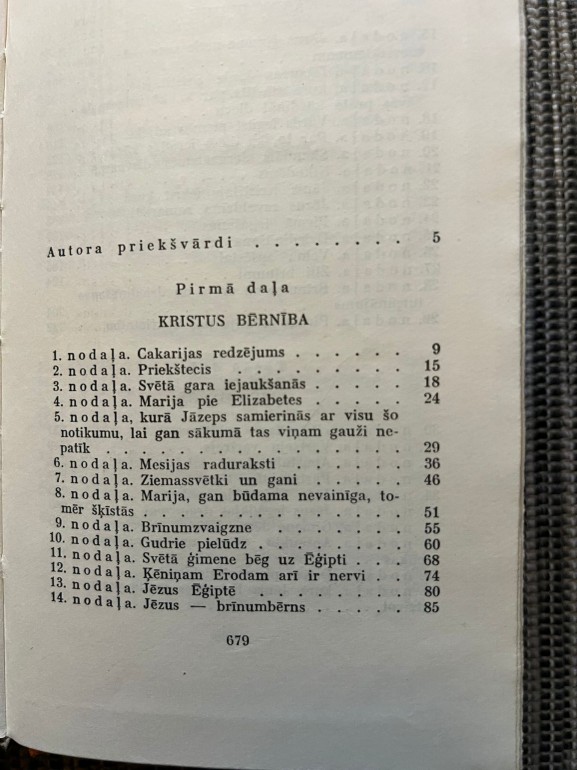 Autora priekšvārdi . . . . . . . . 5
Pirmā daļa
KRISTUS BĒRNĪBA
1. nodaļa. Cakarijas redzējums . . . . . . 9
2. nodaļa. Priekštecis . . . . . . . . . 15
3. nodaļa. Svētā gara iejaukšanās . . . . . 18
4. nodaļa. Marija pie Elizabetes . . . . . 24
5. nodaļa, kurā Jāzeps samierinās ar visu šo
notikumu, lai gan sākumā tas viņam gauži ne-
patīk . . . . . . . . . . . . . . 29
6. nodaļa. Mesijas raduraksti . . . . . . 36
7. nodaļa. Ziemassvētki un gani . . . . . 46
8. nodaļa. Marija, gan būdama nevainīga, to-
mēr šķīstās . . . . . . . . . . . . 51
9. nodaļa. Brīnumzvaigzne . . . . . . . 55
10. nodaļa. Gudrie pielūdz . . . . . . . . 60
11. nodaļa. Svētā ģimene bēg uz Ēģipti . . . 68
12. nodaļa. Ķēniņam Erodam arī ir nervi . . 74
13. nodaļa. Jēzus Ēģiptē . . . . . . . . 80
14. nodaļa. Jēzus — brīnumbērns . . . . . 85
679